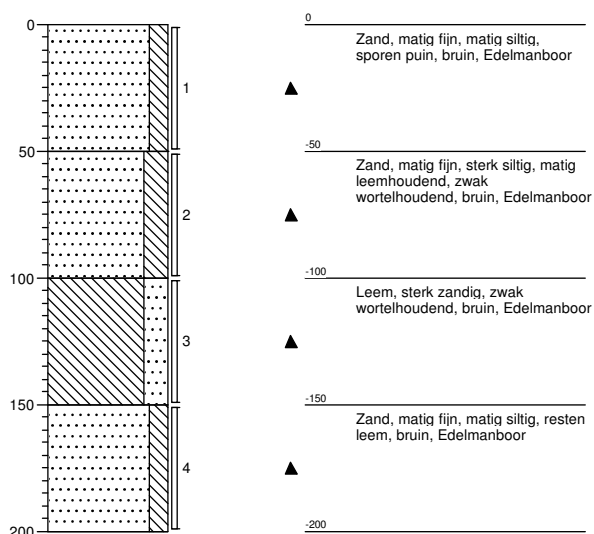 0
50
100
150
200
1
2
3
4
0
Zand, matig fijn, matig siltig,
sporen puin, bruin, Edelmanboor
-50
Zand, matig fijn, sterk siltig, matig
leemhoudend, zwak
wortelhoudend, bruin, Edelmanboor
-100
Leem, sterk zandig, zwak
wortelhoudend, bruin, Edelmanboor
-150
Zand, matig fijn, matig siltig, resten
leem, bruin, Edelmanboor
-200